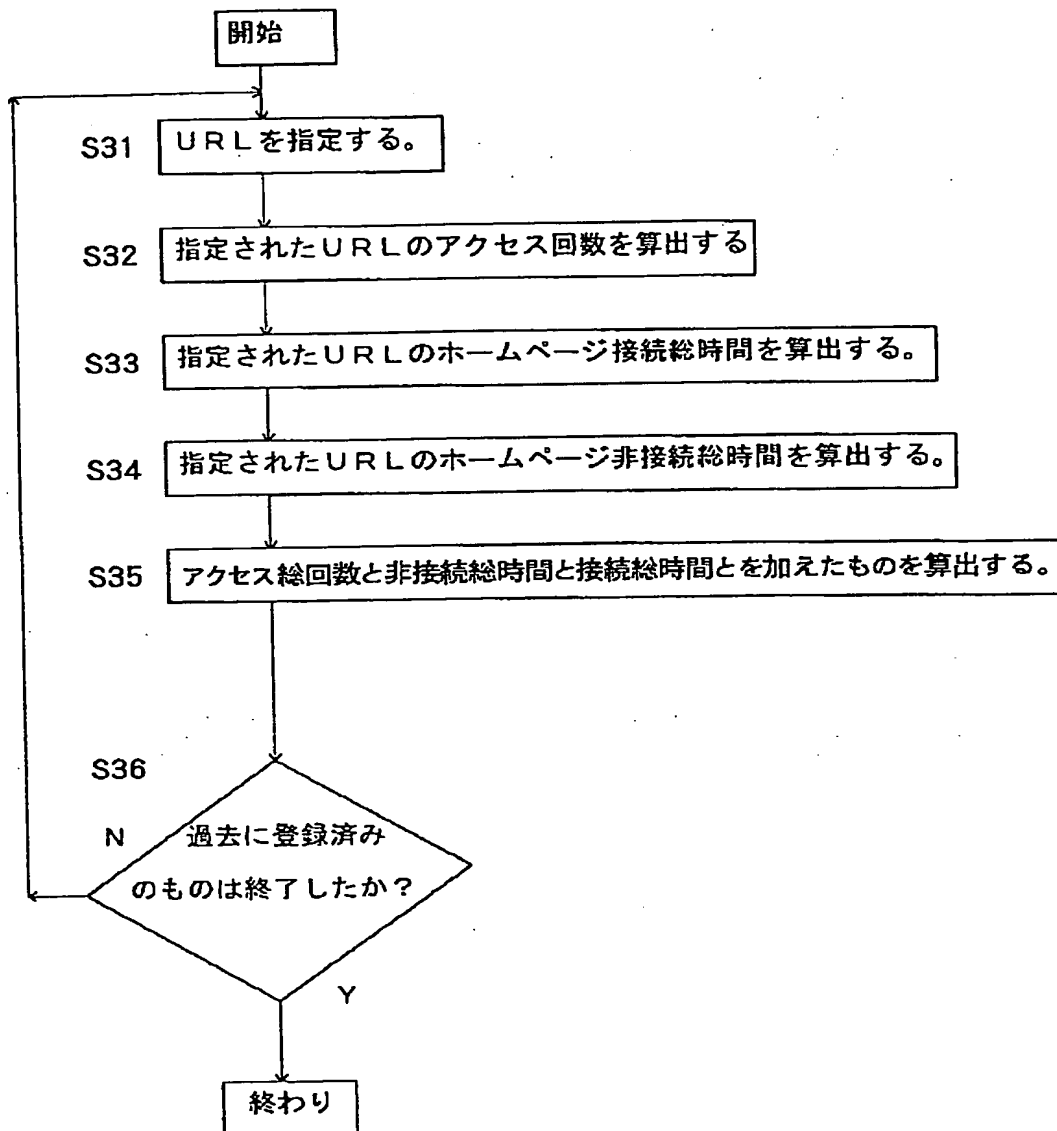 開始
S31 URLを指定する。
S32 指定されたURLのアクセス回数を算出する
S33 指定されたURLのホームページ接続総時間を算出する。
S34 指定されたURLのホームページ非接続総時間を算出する。
S35 アクセス総回数と非接続総時間と接続総時間とを加えたものを算出する。
S36
N 過去に登録済み
のものは終了したか?
Y
終わり